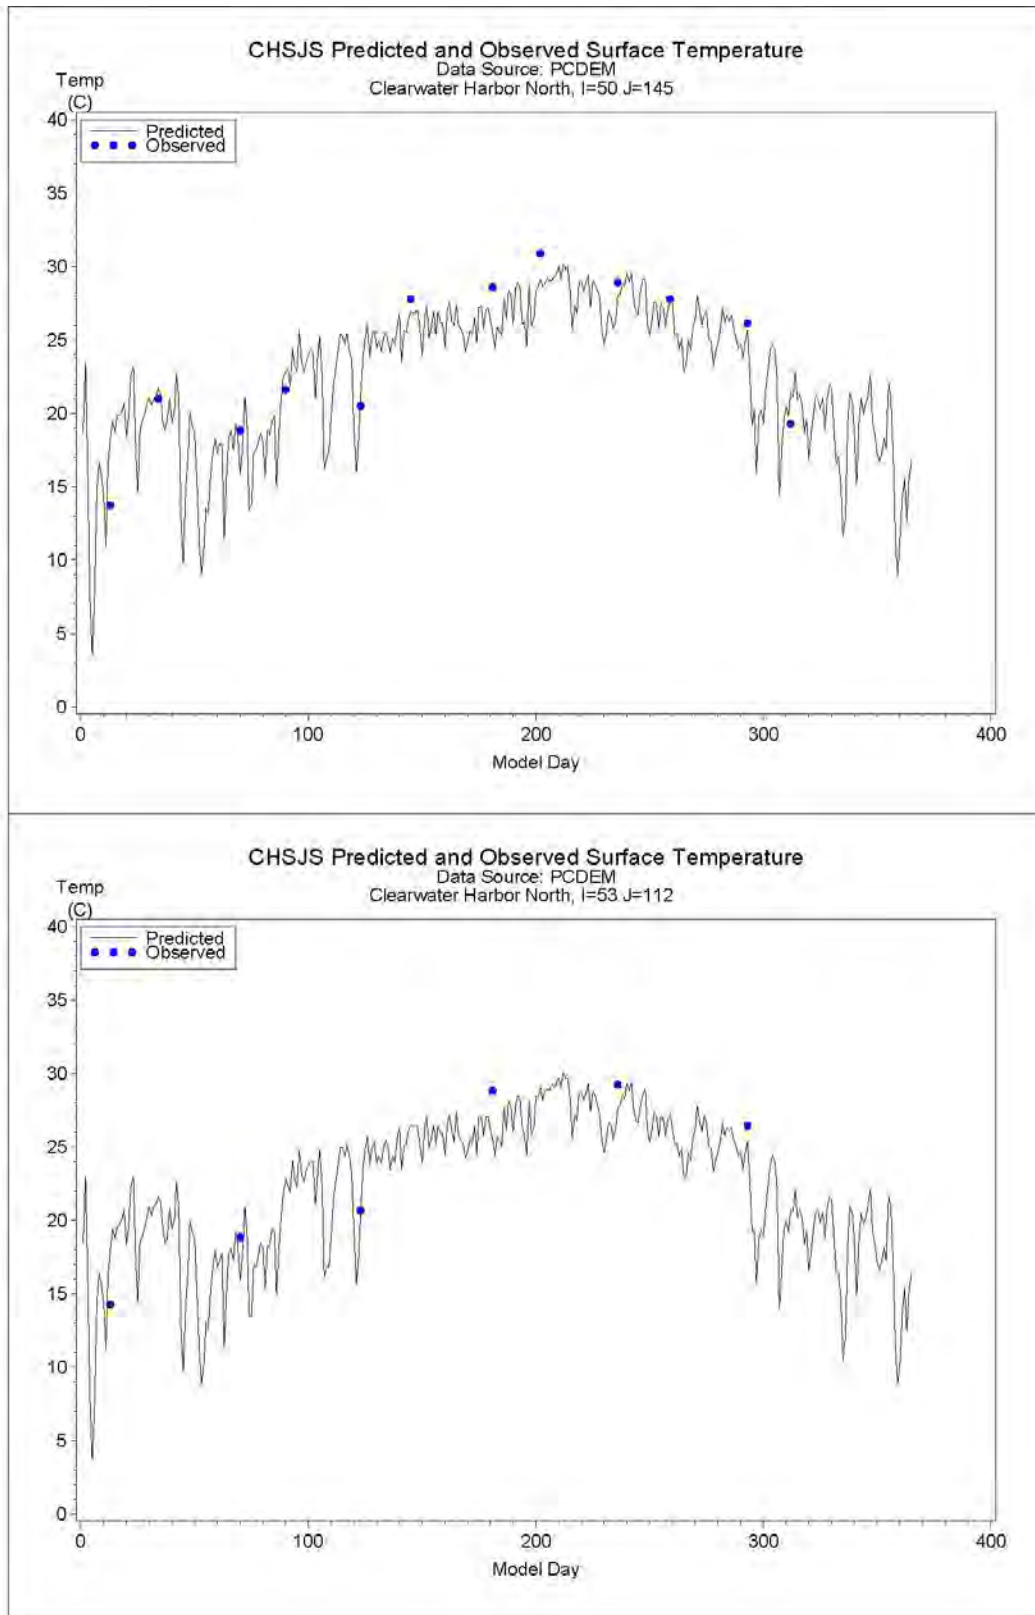 CHSJS Predicted and Observed Surface Temperature
Data Source: PCDEM
Clearwater Harbor North, I=50 J=145
Temp
(C)
Predicted
Observed
40
35
30
25
20
15
10
5
0
0 100 200 300 400
Model Day
CHSJS Predicted and Observed Surface Temperature
Data Source: PCDEM
Clearwater Harbor North, I=53 J=112
Temp
(C)
Predicted
Observed
40
35
30
25
20
15
10
5
0
0 100 200 300 400
Model Day